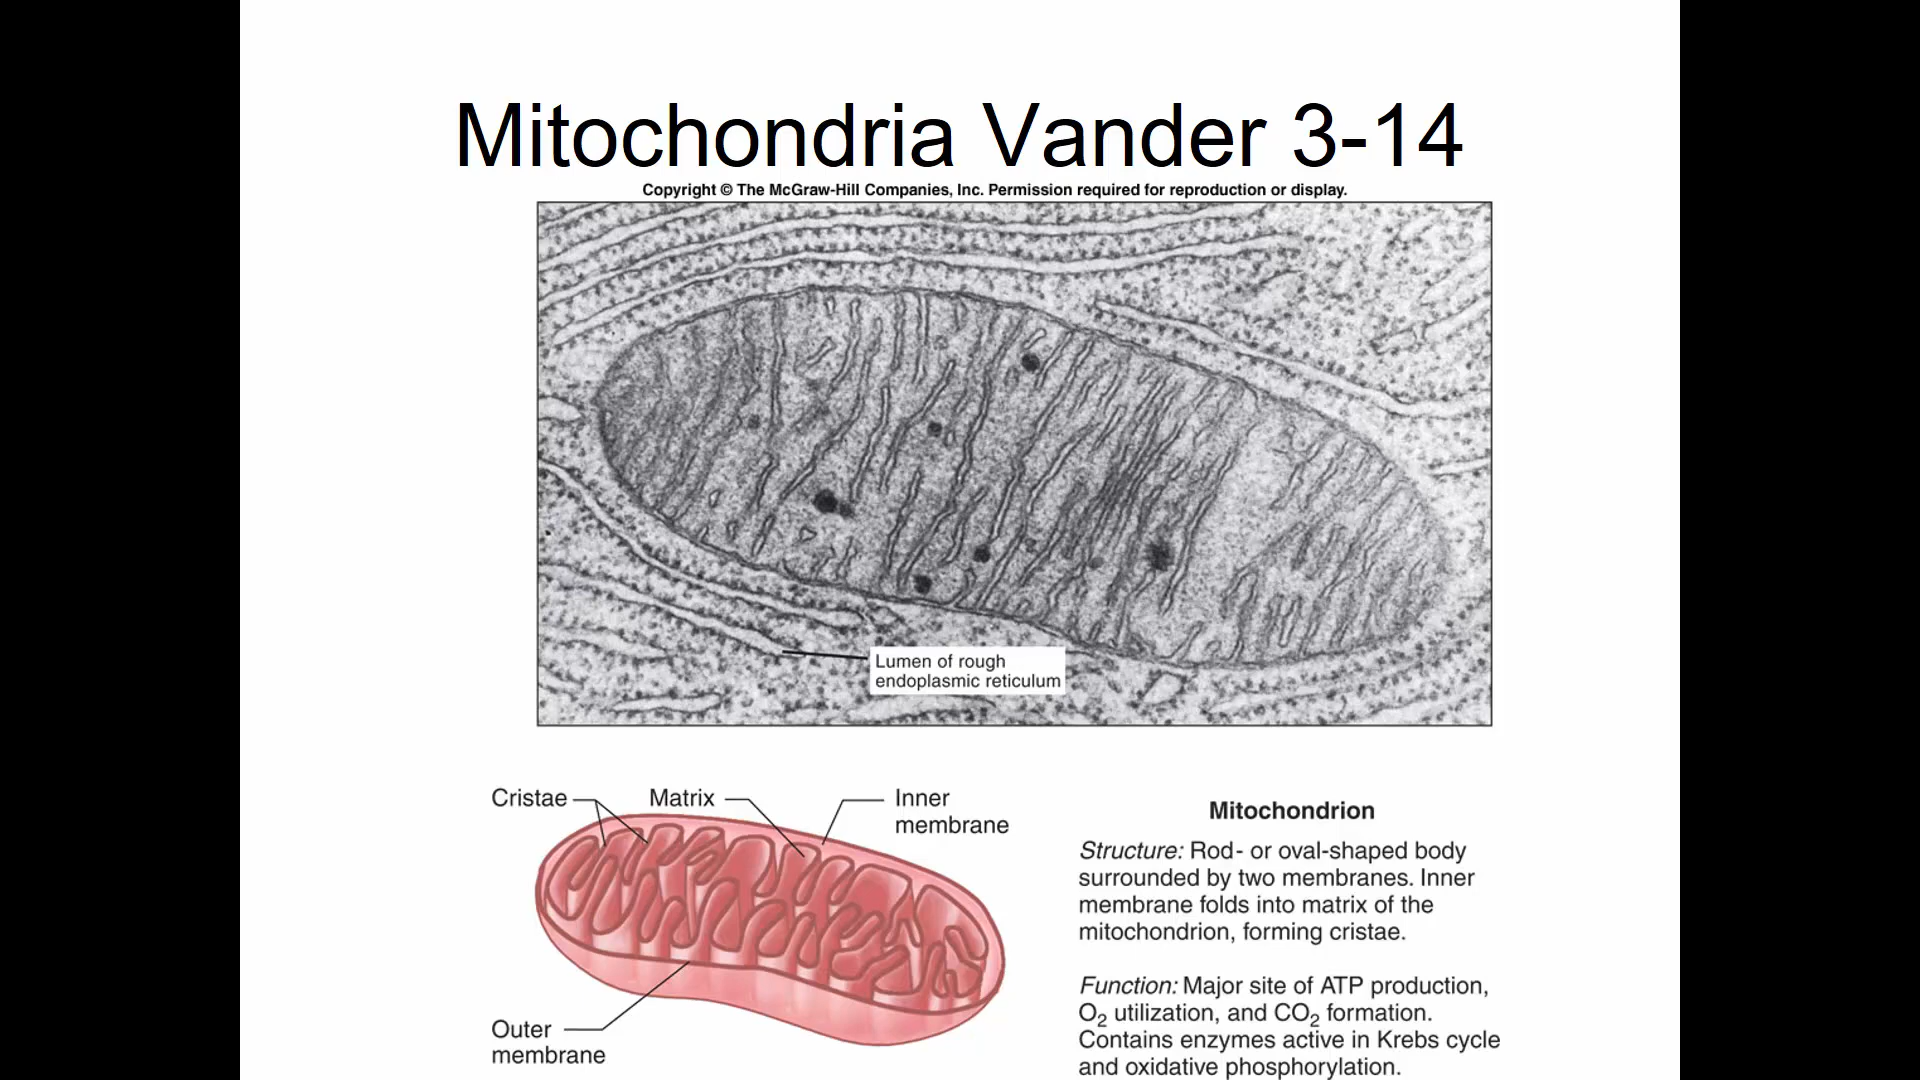 Mitochondria Vander 3-14
Copyright © The McGraw-Hill Companies, Inc. Permission required for reproduction or display.
Lumen of rough
endoplasmic reticulum
Cristae
Matrix
Inner
membrane
Outer
membrane
Mitochondrion
Structure: Rod- or oval-shaped body
surrounded by two membranes. Inner
membrane folds into matrix of the
mitochondrion, forming cristae.
Function: Major site of ATP production,
O₂ utilization, and CO₂ formation.
Contains enzymes active in Krebs cycle
and oxidative phosphorylation.